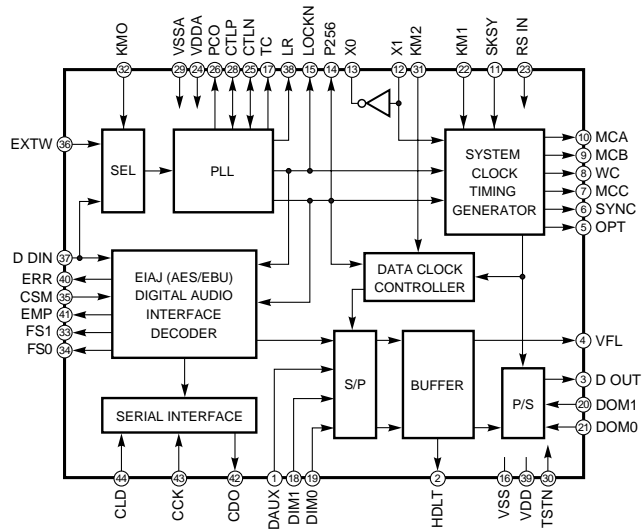 KMO
VSSA
VDDA
PCO
CTLP
CTLN
TC
LR
LOCKN
P256
X0
X1
KM2
KM1
SKSY
RS IN
32
29
24
26
28
25
17
38
15
14
13
12
31
22
11
23
EXTW 36
SEL
PLL
SYSTEM
CLOCK
TIMING
GENERATOR
10 MCA
9 MCB
8 WC
7 MCC
6 SYNC
5 OPT
D DIN 37
ERR 40
CSM 35
EMP 41
FS1 33
FS0 34
EIAJ (AES/EBU)
DIGITAL AUDIO
INTERFACE
DECODER
DATA CLOCK
CONTROLLER
S/P
BUFFER
P/S
4 VFL
3 D OUT
20 DOM1
21 DOM0
SERIAL INTERFACE
44
43
42
1
18
19
2
16
39
30
CLD
CCK
CDO
DAUX
DIM1
DIM0
HDLT
VSS
VDD
TSTN